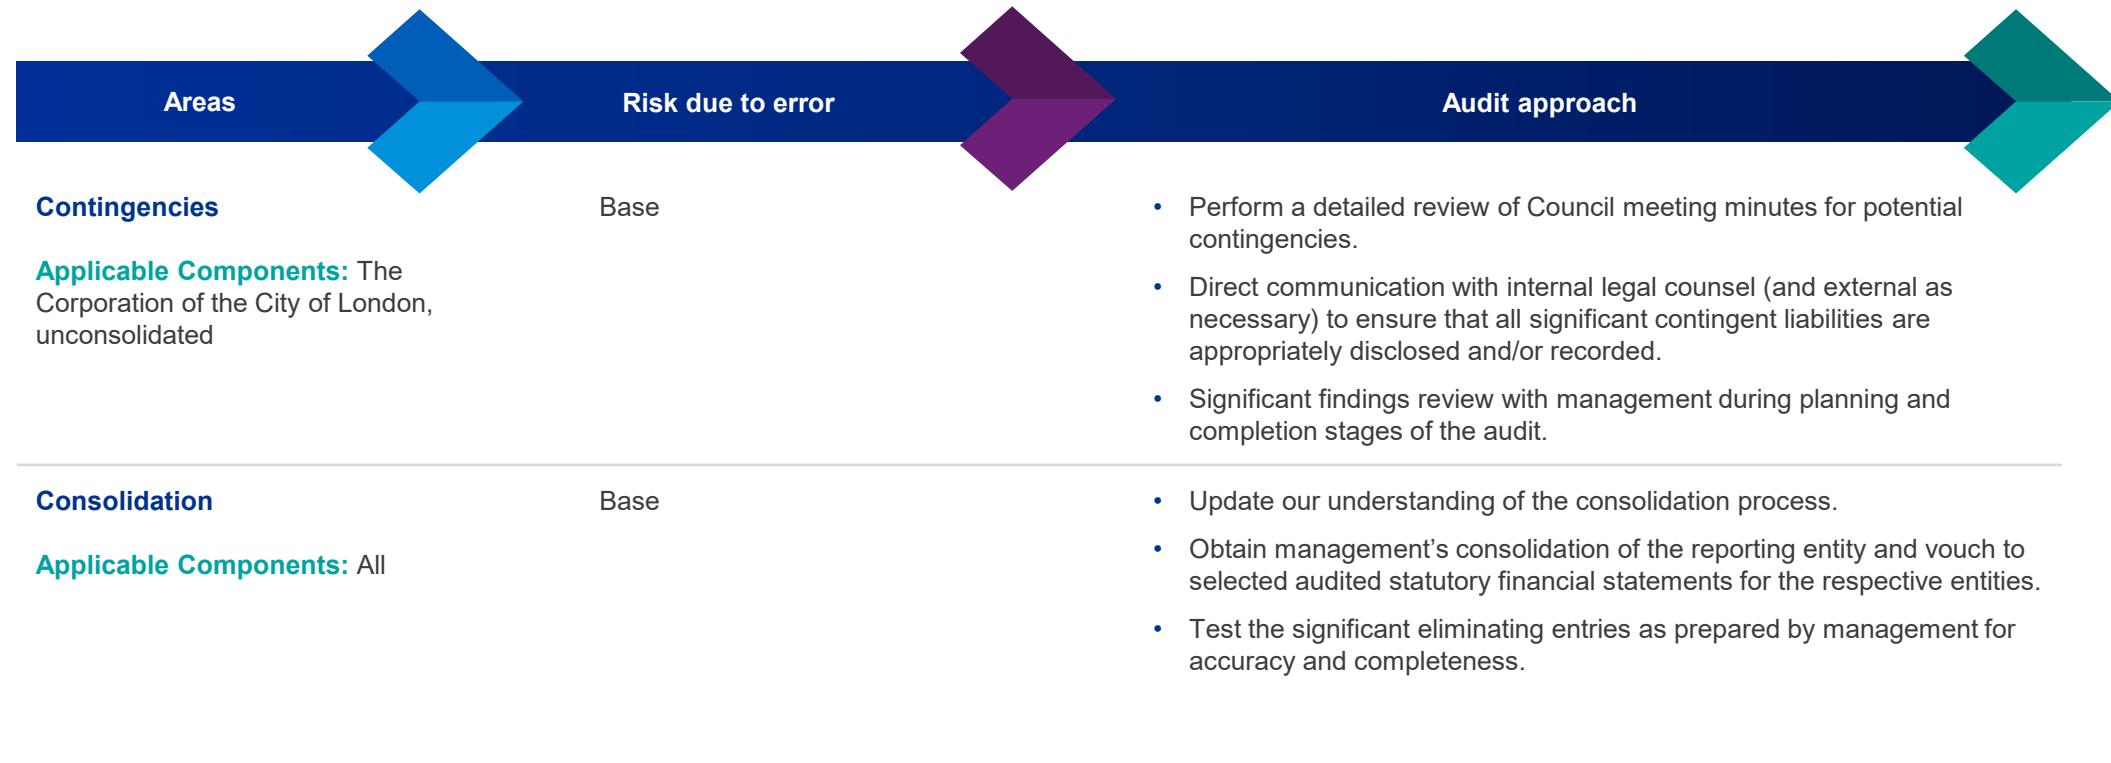 Areas
Risk due to error
Audit approach
Contingencies
Applicable Components: The
Corporation of the City of London,
unconsolidated
Base
• Perform a detailed review of Council meeting minutes for potential
contingencies.
• Direct communication with internal legal counsel (and external as
necessary) to ensure that all significant contingent liabilities are
appropriately disclosed and/or recorded.
• Significant findings review with management during planning and
completion stages of the audit.
Consolidation
Applicable Components: All
Base
• Update our understanding of the consolidation process.
• Obtain management’s consolidation of the reporting entity and vouch to
selected audited statutory financial statements for the respective entities.
• Test the significant eliminating entries as prepared by management for
accuracy and completeness.